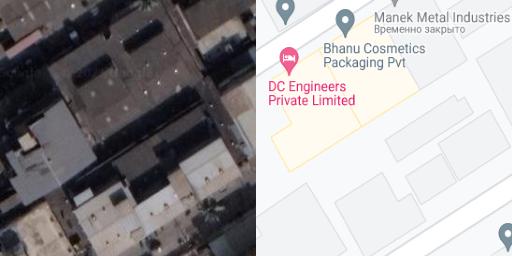 Manek Metal Industries
Временно закрыто
Bhanu Cosmetics
Packaging Pvt
DC Engineers
Private Limited